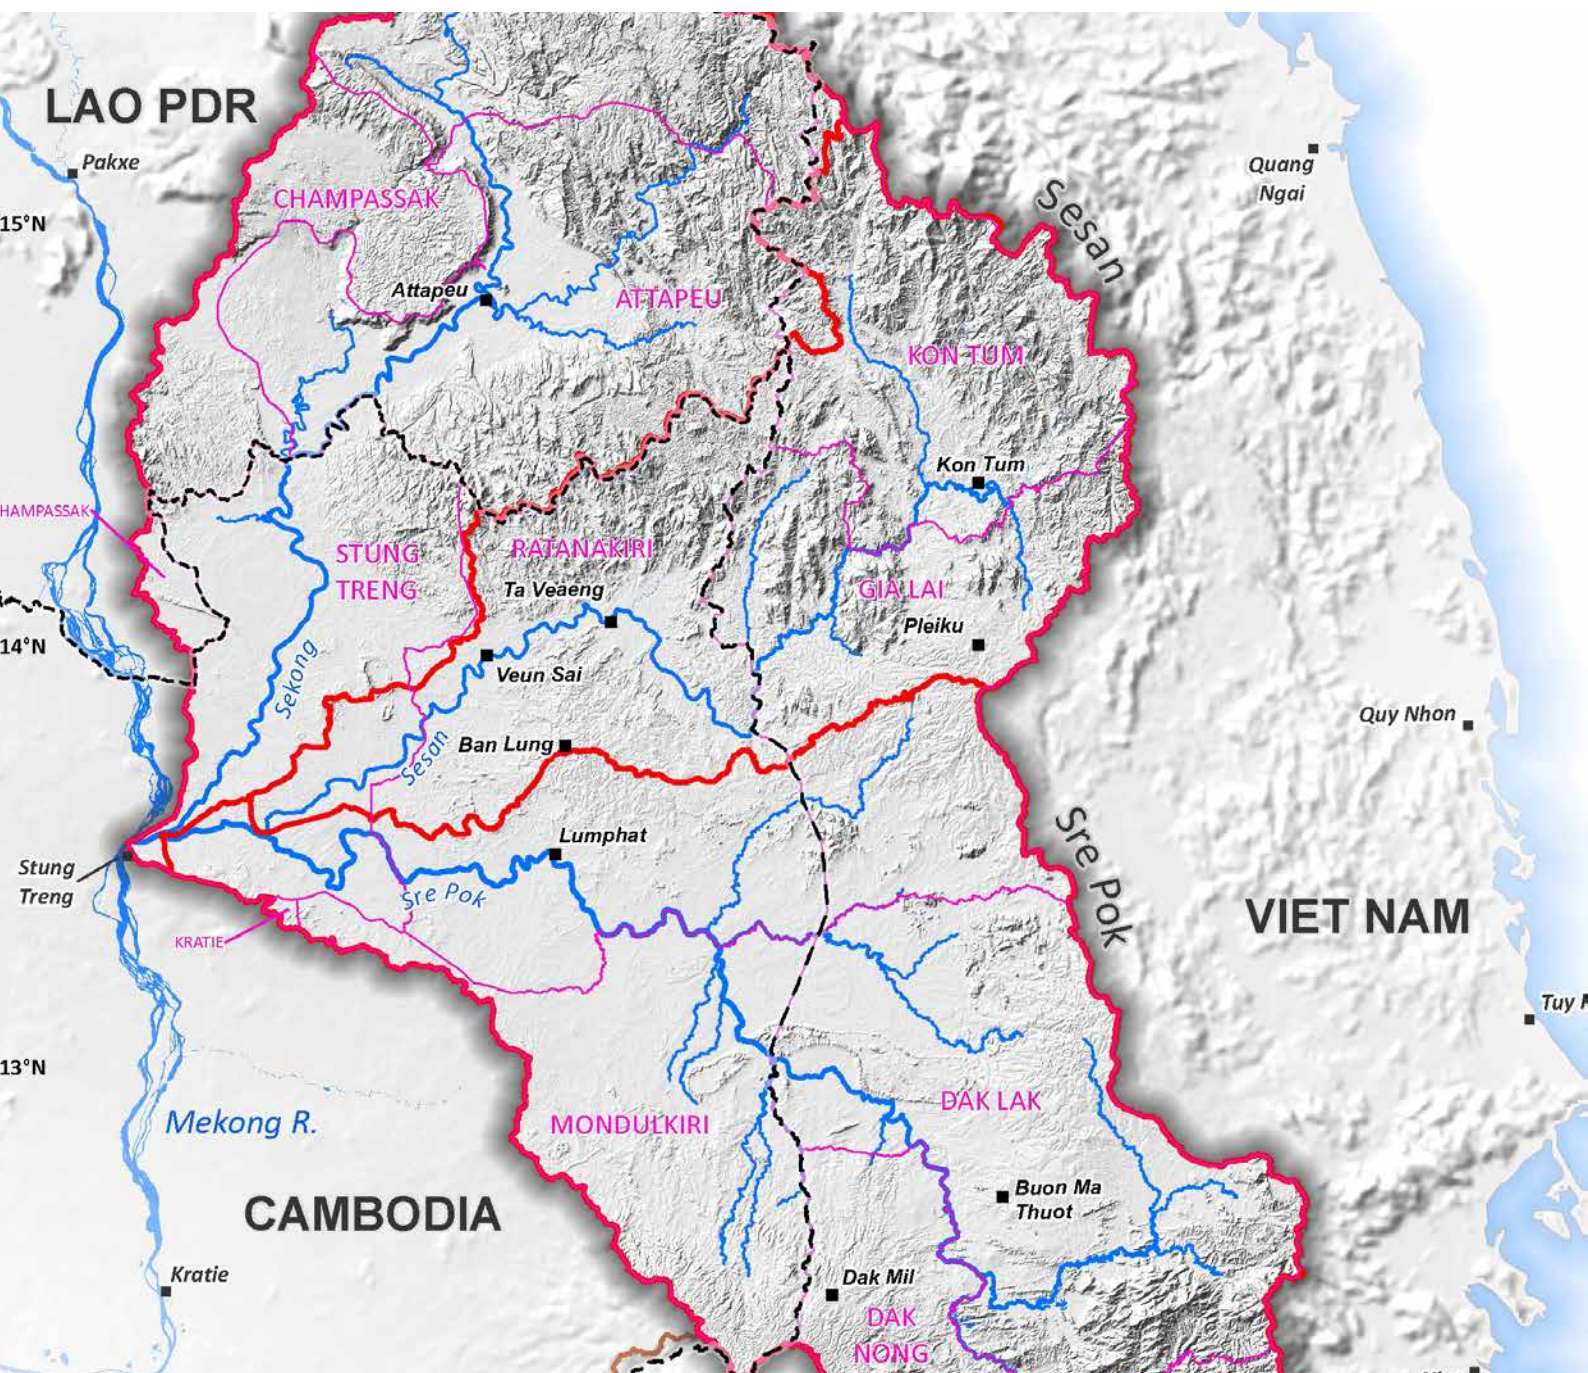 LAO PDR
Pakxe
Quang
Ngai
Sesan
CHAMPASSAK
15°N
Attapeu
ATTAPEU
KON TUM
Kon Tum
HAMPASSAK
STUNG
TRENG
RATANAKIRI
Ta Veaeng
GIA LAI
Pleiku
14°N
Veun Sai
Sekong
Quy Nhon
Ban Lung
Sesan
Lumphat
Sre Pok
Stung
Treng
Sre Pok
VIET NAM
KRATIE
Tuy
13°N
Mekong R.
MONDULKIRI
DAK LAK
Buon Ma
Thuot
CAMBODIA
Kratie
Dak Mil
DAK
NONG